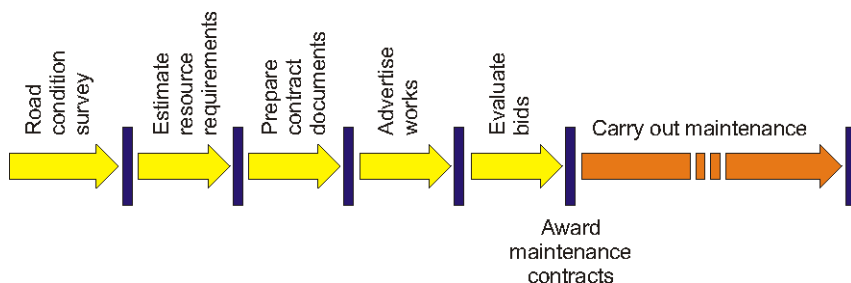 Road
condition
survey
Estimate
resource
requirements
Prepare
contract
documents
Advertise
works
Evaluate
bids
Carry out maintenance
Award
maintenance
contracts